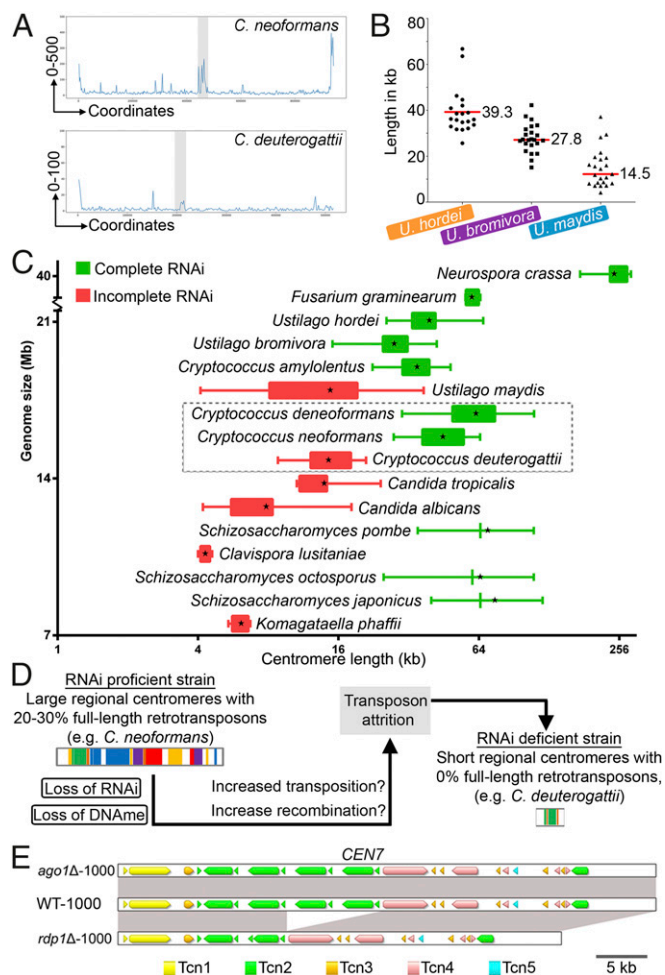 A
C. neoformans
0-500
Coordinates
C. deuterogattii
0-100
Coordinates
B
Length in kb
80
60
40
20
0
39.3
27.8
14.5
U. hordei
U. bromivora
U. maydis
C
Complete RNAi
Incomplete RNAi
Genome size (Mb)
40
21
14
7
Neurospora crassa
Fusarium graminearum
Ustilago hordei
Ustilago bromivora
Cryptococcus amylolentus
Ustilago maydis
Cryptococcus deneoformans
Cryptococcus neoformans
Cryptococcus deuterogattii
Candida tropicalis
Candida albicans
Schizosaccharomyces pombe
Clavispora lusitaniae
Schizosaccharomyces octosporus
Schizosaccharomyces japonicus
Komagataella phaffii
1
4
16
64
256
Centromere length (kb)
D
RNAi proficient strain
Large regional centromeres with
20-30% full-length retrotransposons
(e.g. C. neoformans)
Loss of RNAi
Loss of DNAme
Increased transposition?
Increase recombination?
Transposon
attrition
RNAi deficient strain
Short regional centromeres with
0% full-length retrotransposons,
(e.g. C. deuterogattii)
E
CEN7
ago1Δ-1000
WT-1000
rdp1Δ-1000
Tcn1
Tcn2
Tcn3
Tcn4
Tcn5
5 kb